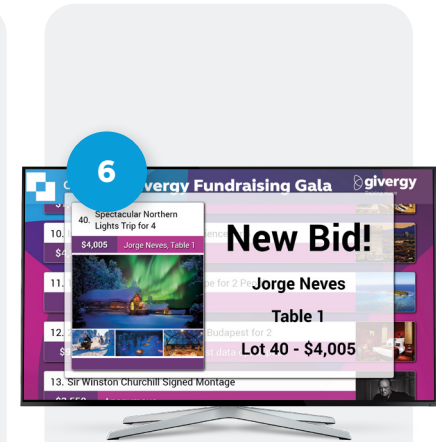 6
Givergy Fundraising Gala
givergy
40. Spectacular Northern
Lights Trip for 4
$4,005 Jorge Neves, Table 1
New Bid!
Jorge Neves
Table 1
Lot 40 - $4,005
10.
11.
for 2
12.
Budapest for 2
13. Sir Winston Churchill Signed Montage